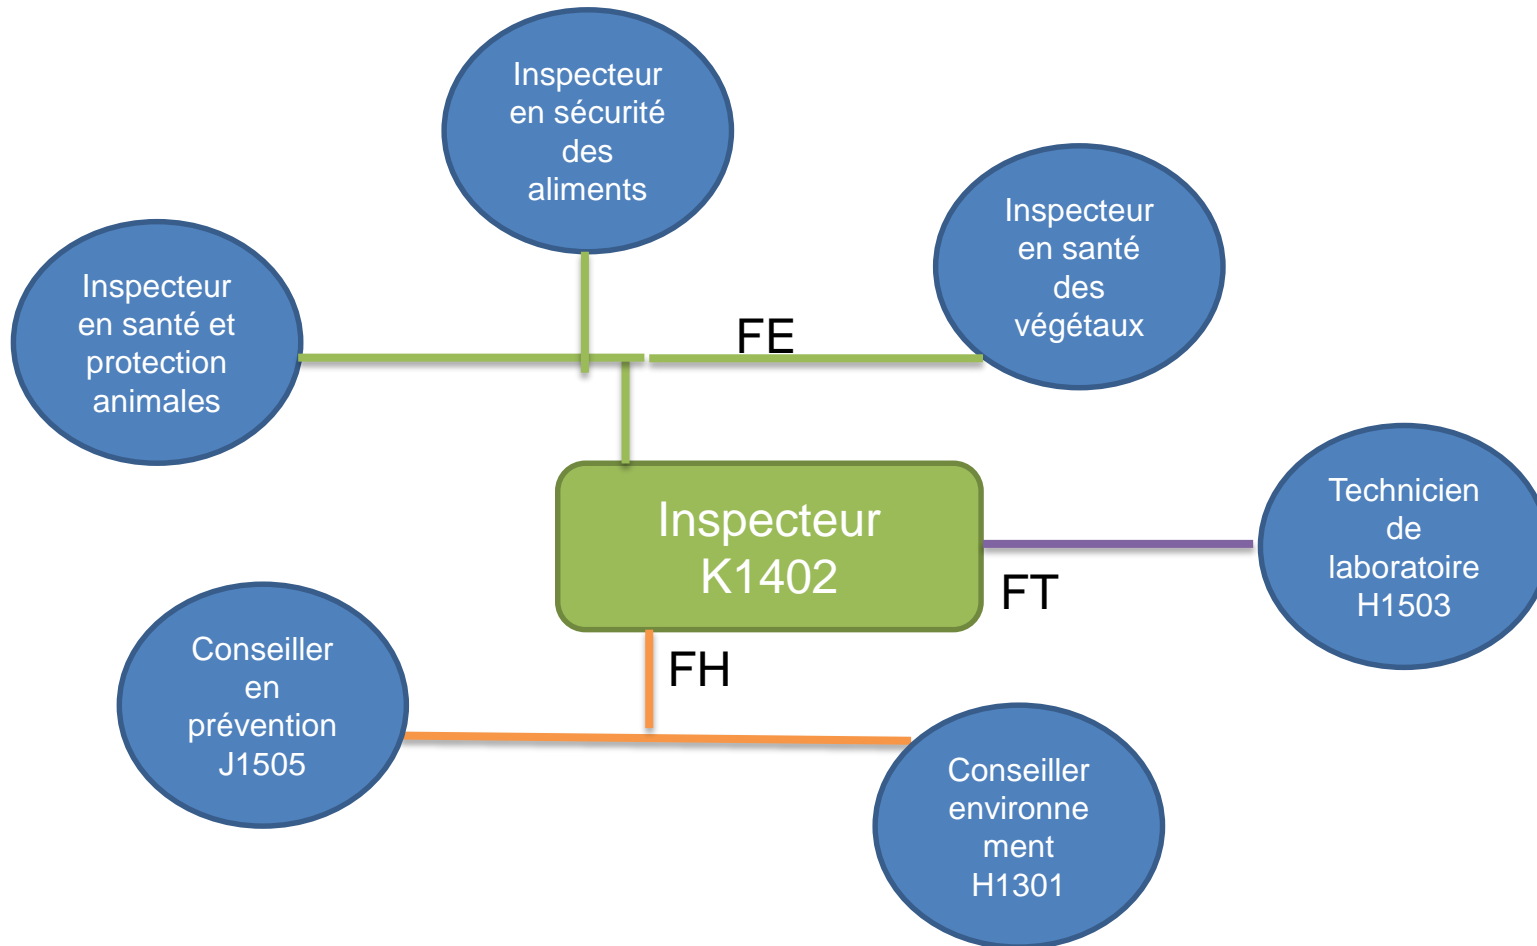 Inspecteur
en sécurité
des
aliments
Inspecteur
en santé
des
végétaux
Inspecteur
en santé et
protection
animales
FE
Inspecteur
K1402
Technicien
de
laboratoire
H1503
FT
FH
Conseiller
en
prévention
J1505
Conseiller
environne
ment
H1301